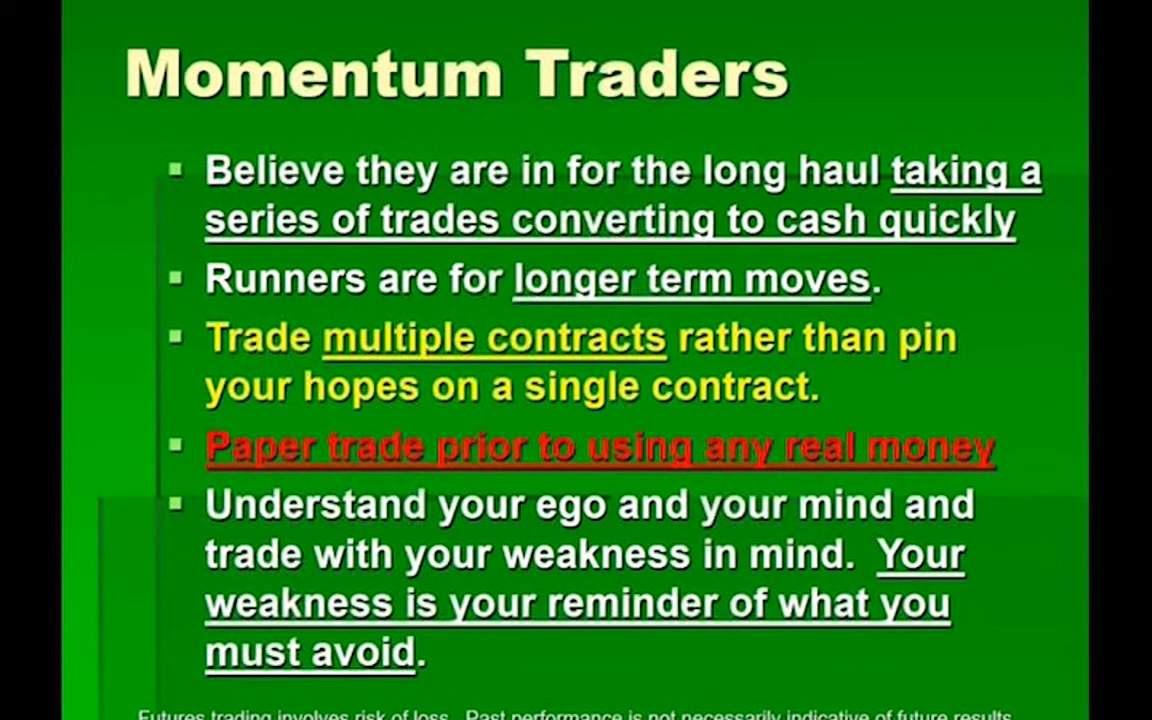 Momentum Traders
Believe they are in for the long haul taking a
series of trades converting to cash quickly
Runners are for longer term moves.
Trade multiple contracts rather than pin
your hopes on a single contract.
Paper trade prior to using any real money
Understand your ego and your mind and
trade with your weakness in mind. Your
weakness is your reminder of what you
must avoid.
Futures trading involves risk of loss. Past performance is not necessarily indicative of future results